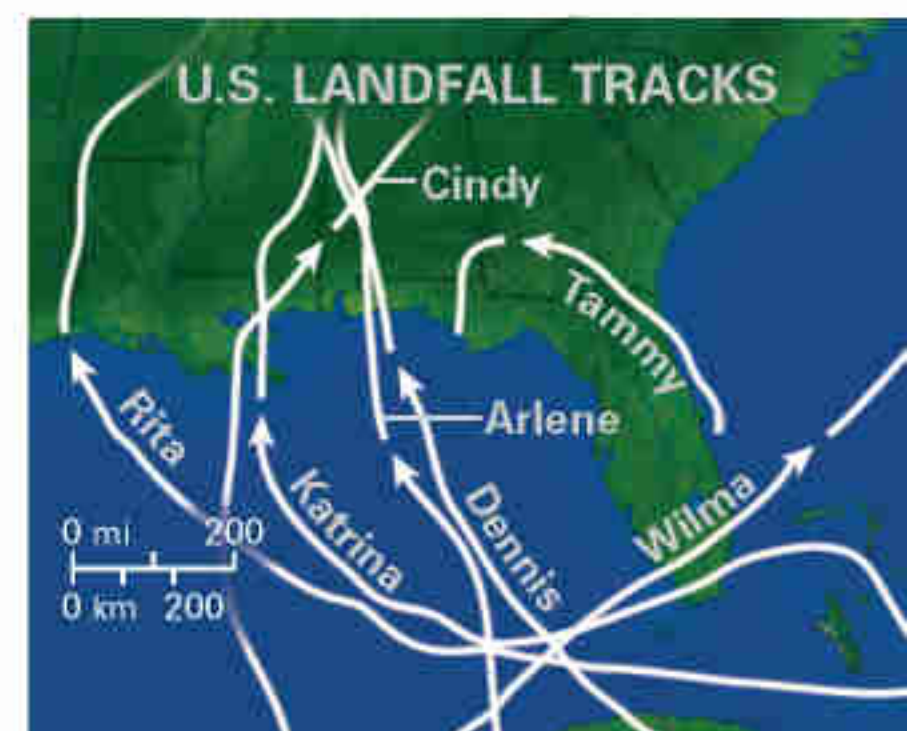 U.S. LANDFALL TRACKS
Cindy
Tammy
Rita
Arlene
Katrina
Dennis
Wilma
0 mi 200
0 km 200